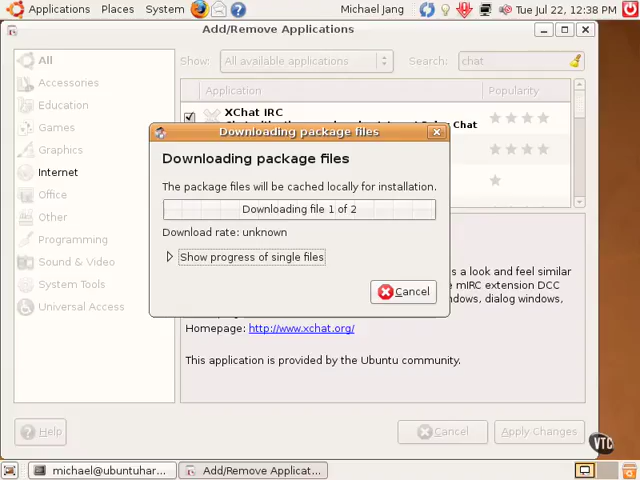 Applications Places System Michael Jang Tue Jul 22, 12:38 PM
Add/Remove Applications
All
Accessories
Education
Games
Graphics
Internet
Office
Other
Programming
Sound & Video
System Tools
Universal Access
Show: All available applications Search: chat
Application Popularity
XChat IRC
Chat
Downloading package files
Downloading package files
The package files will be cached locally for installation.
Downloading file 1 of 2
Download rate: unknown
Show progress of single files
Cancel
s a look and feel similar
e mIRC extension DCC
ndows, dialog windows,
Homepage: http://www.xchat.org/
This application is provided by the Ubuntu community.
Help Cancel Apply Changes
VTC
michael@ubuntuhar... Add/Remove Applicat...